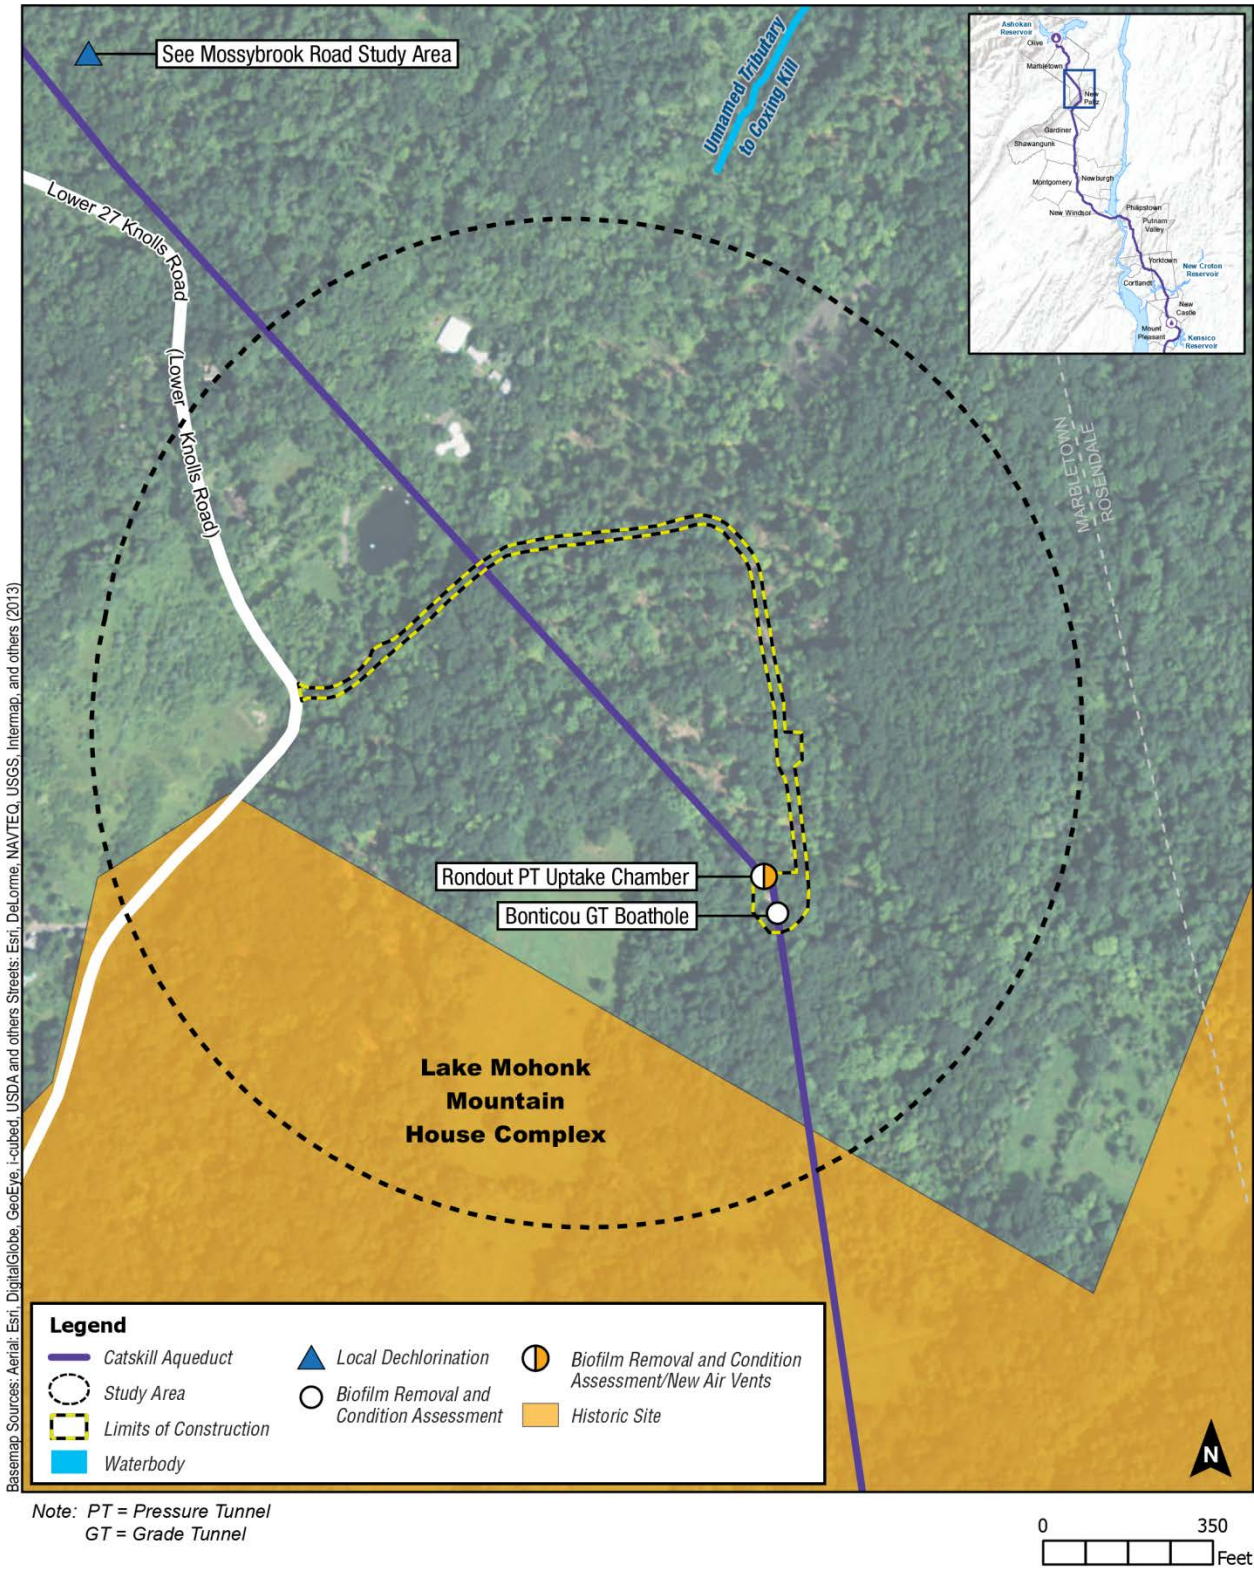 See Mossybrook Road Study Area
Unnamed Tributary
to Coxing Kill
Ashokan
Reservoir
Olive
Marbletown
New
Paltz
Gardiner
Shawangunk
Montgomery
Newburgh
New Windsor
Philipstown
Putnam
Valley
Yorktown
New Croton
Reservoir
Cortlandt
New
Castle
Mount
Pleasant
Kensico
Reservoir
Lower 27 Knolls Road
(Lower Knolls Road)
MARBLETOWN
ROSENDALE
Rondout PT Uptake Chamber
Bonticou GT Boathole
Lake Mohonk
Mountain
House Complex
Basemap Sources: Aerial: Esri, DigitalGlobe, GeoEye, i-cubed, USDA and others Streets: Esri, DeLorme, NAVTEQ, USGS, Intermap, and others (2013)
Legend
Catskill Aqueduct
Study Area
Limits of Construction
Waterbody
Local Dechlorination
Biofilm Removal and
Condition Assessment
Biofilm Removal and Condition
Assessment/New Air Vents
Historic Site
N
Note: PT = Pressure Tunnel
GT = Grade Tunnel
0 350
Feet